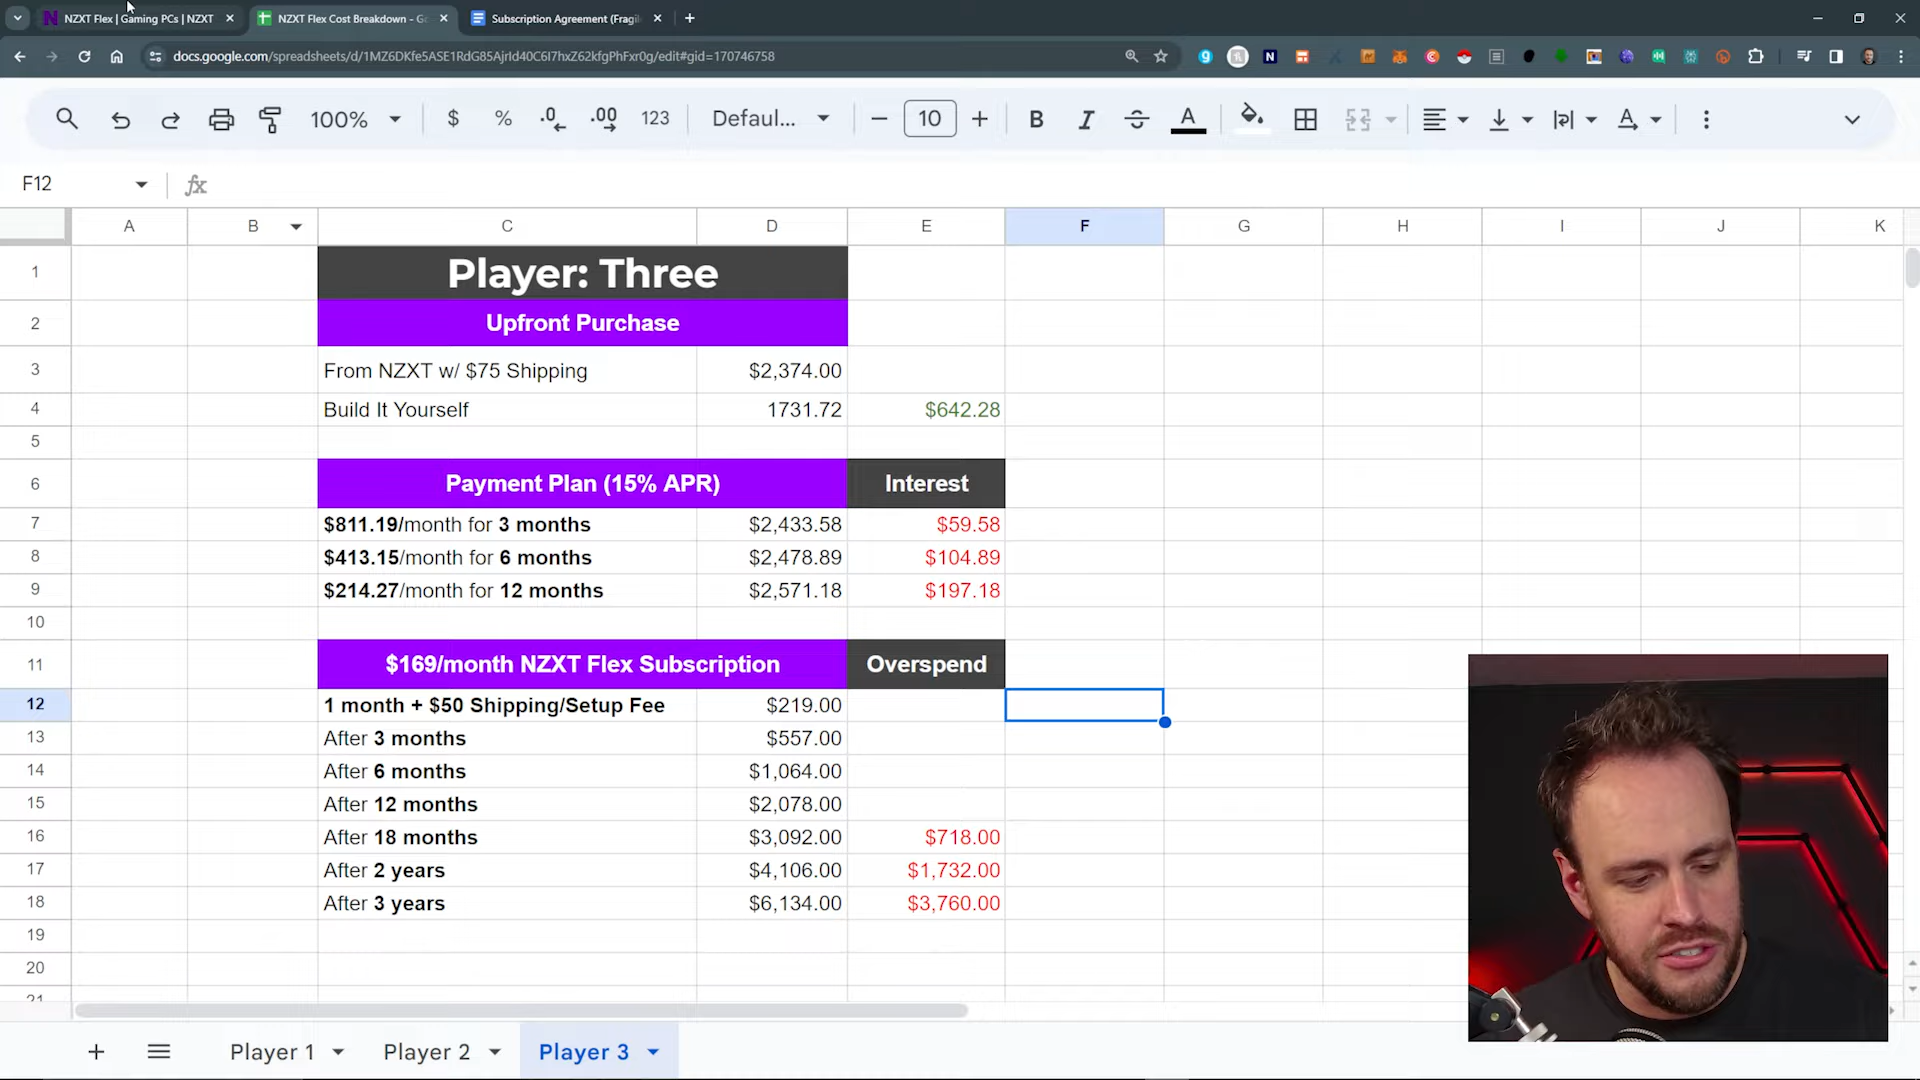 NZXT Flex | Gaming PCs | NZXT
NZXT Flex Cost Breakdown - Go
Subscription Agreement (Fragil
docs.google.com/spreadsheets/d/1MZ6DKfe5ASE1RdG85AjrId40C6I7hxZ62kfgPhFxr0g/edit#gid=170746758
100% $ % .0 .00 123 Defaul... 10 B I A
F12 fx
A B C D E F G H I J K
1 Player: Three
2 Upfront Purchase
3 From NZXT w/ $75 Shipping $2,374.00
4 Build It Yourself 1731.72 $642.28
5
6 Payment Plan (15% APR) Interest
7 $811.19/month for 3 months $2,433.58 $59.58
8 $413.15/month for 6 months $2,478.89 $104.89
9 $214.27/month for 12 months $2,571.18 $197.18
10
11 $169/month NZXT Flex Subscription Overspend
12 1 month + $50 Shipping/Setup Fee $219.00
13 After 3 months $557.00
14 After 6 months $1,064.00
15 After 12 months $2,078.00
16 After 18 months $3,092.00 $718.00
17 After 2 years $4,106.00 $1,732.00
18 After 3 years $6,134.00 $3,760.00
19
20
21
Player 1 Player 2 Player 3